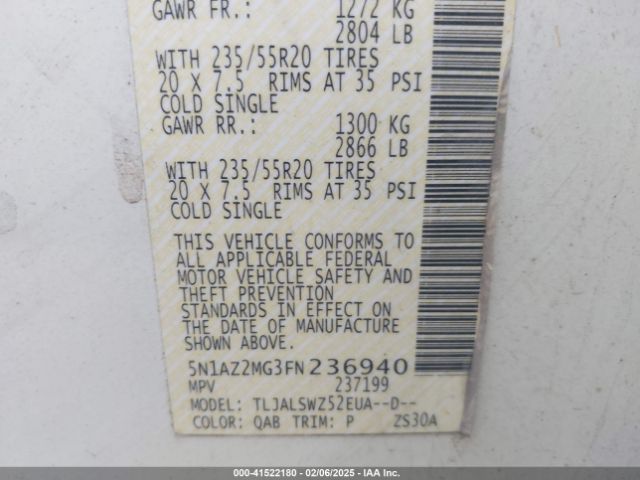 GAWR FR.: 1272 KG
2804 LB
WITH 235/55R20 TIRES
20 X 7.5 RIMS AT 35 PSI
COLD SINGLE
GAWR RR.: 1300 KG
2866 LB
WITH 235/55R20 TIRES
20 X 7.5 RIMS AT 35 PSI
COLD SINGLE
THIS VEHICLE CONFORMS TO
ALL APPLICABLE FEDERAL
MOTOR VEHICLE SAFETY AND
THEFT PREVENTION
STANDARDS IN EFFECT ON
THE DATE OF MANUFACTURE
SHOWN ABOVE.
5N1AZ2MG3FN236940
MPV 237199
MODEL: TLJALSWZ52EUA--D--
COLOR: QAB TRIM: P ZS30A
000-41522180 - 02/06/2025 - IAA Inc.